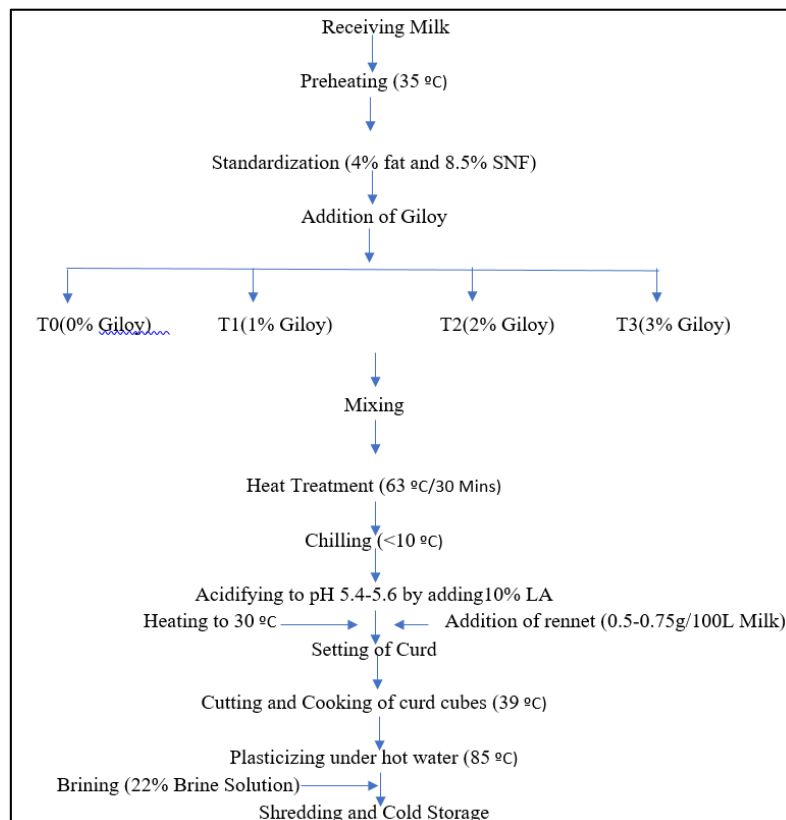 Receiving Milk
Preheating (35 ºC)
Standardization (4% fat and 8.5% SNF)
Addition of Giloy
T0(0% Giloy) T1(1% Giloy) T2(2% Giloy) T3(3% Giloy)
Mixing
Heat Treatment (63 ºC/30 Mins)
Chilling (<10 ºC)
Acidifying to pH 5.4-5.6 by adding10% LA
Heating to 30 ºC Addition of rennet (0.5-0.75g/100L Milk)
Setting of Curd
Cutting and Cooking of curd cubes (39 ºC)
Plasticizing under hot water (85 ºC)
Brining (22% Brine Solution)
Shredding and Cold Storage